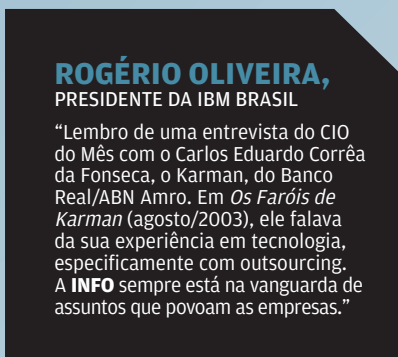 ROGÉRIO OLIVEIRA,
PRESIDENTE DA IBM BRASIL
“Lembro de uma entrevista do CIO
do Mês com o Carlos Eduardo Corrêa
da Fonseca, o Karman, do Banco
Real/ABN Amro. Em Os Faróis de
Karman (agosto/2003), ele falava
da sua experiência em tecnologia,
especificamente com outsourcing.
A INFO sempre está na vanguarda de
assuntos que povoam as empresas.”